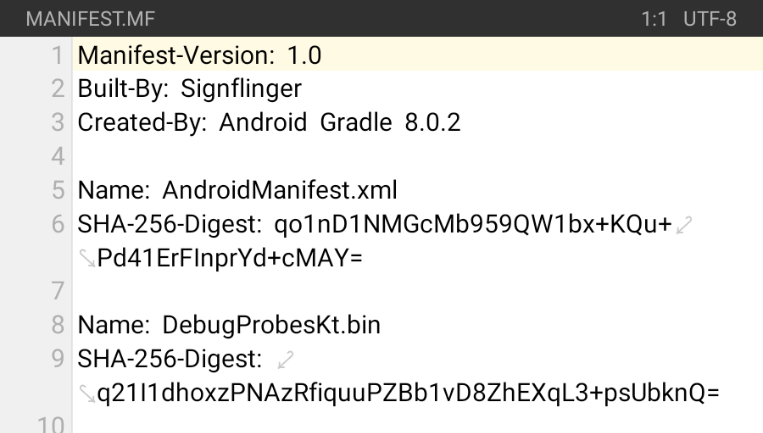 MANIFEST.MF 1:1 UTF-8
1 Manifest-Version: 1.0
2 Built-By: Signflinger
3 Created-By: Android Gradle 8.0.2
4
5 Name: AndroidManifest.xml
6 SHA-256-Digest: qo1nD1NMGcMb959QW1bx+KQu+
Pd41ErFInprYd+cMAY=
7
8 Name: DebugProbesKt.bin
9 SHA-256-Digest:
q21I1dhoxzPNAzRfiquuPZBb1vD8ZhEXqL3+psUbknQ=
10